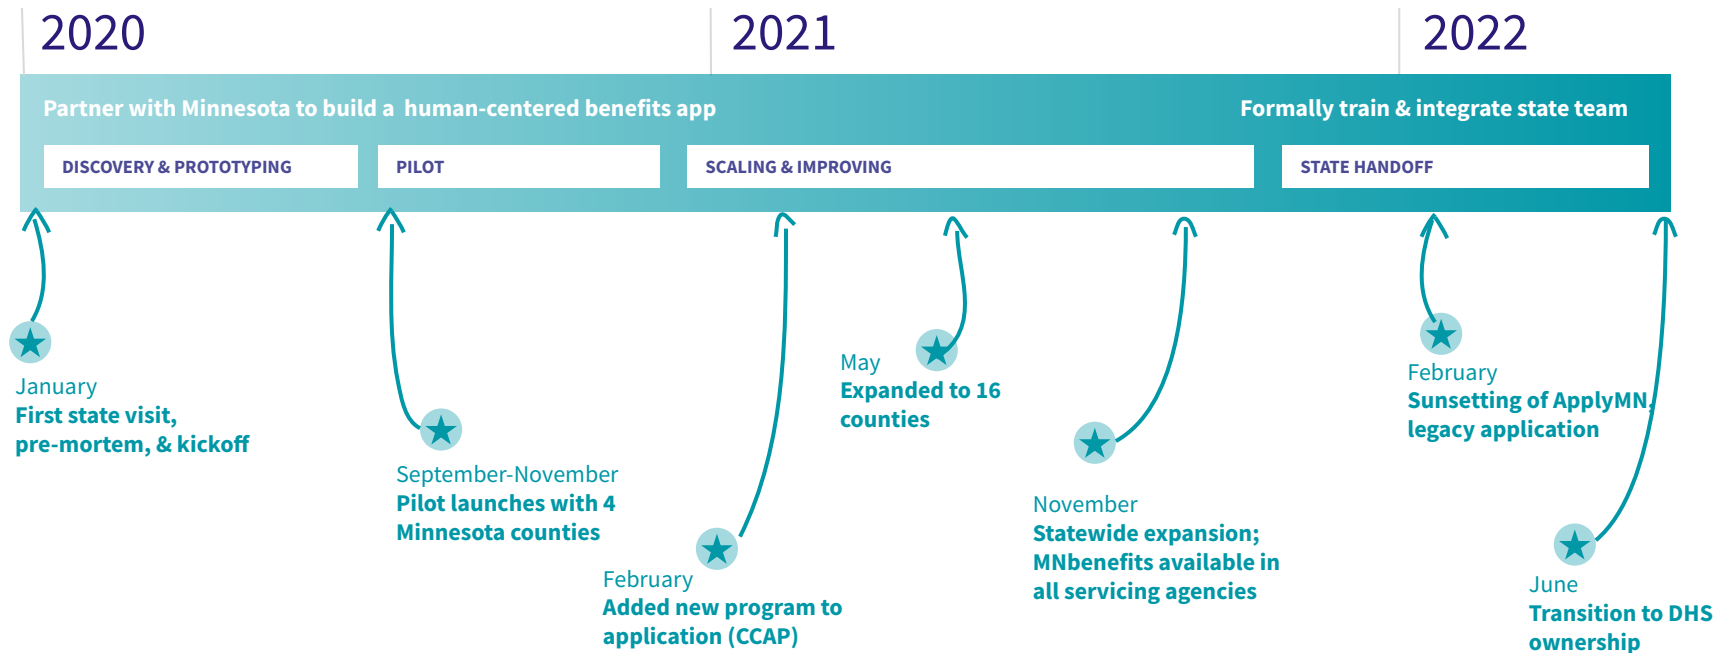 2020
2021
2022
Partner with Minnesota to build a human-centered benefits app
Formally train & integrate state team
DISCOVERY & PROTOTYPING
PILOT
SCALING & IMPROVING
STATE HANDOFF
January
First state visit,
pre-mortem, & kickoff
September-November
Pilot launches with 4
Minnesota counties
February
Added new program to
application (CCAP)
May
Expanded to 16
counties
November
Statewide expansion;
MNbenefits available in
all servicing agencies
February
Sunsetting of ApplyMN,
legacy application
June
Transition to DHS
ownership